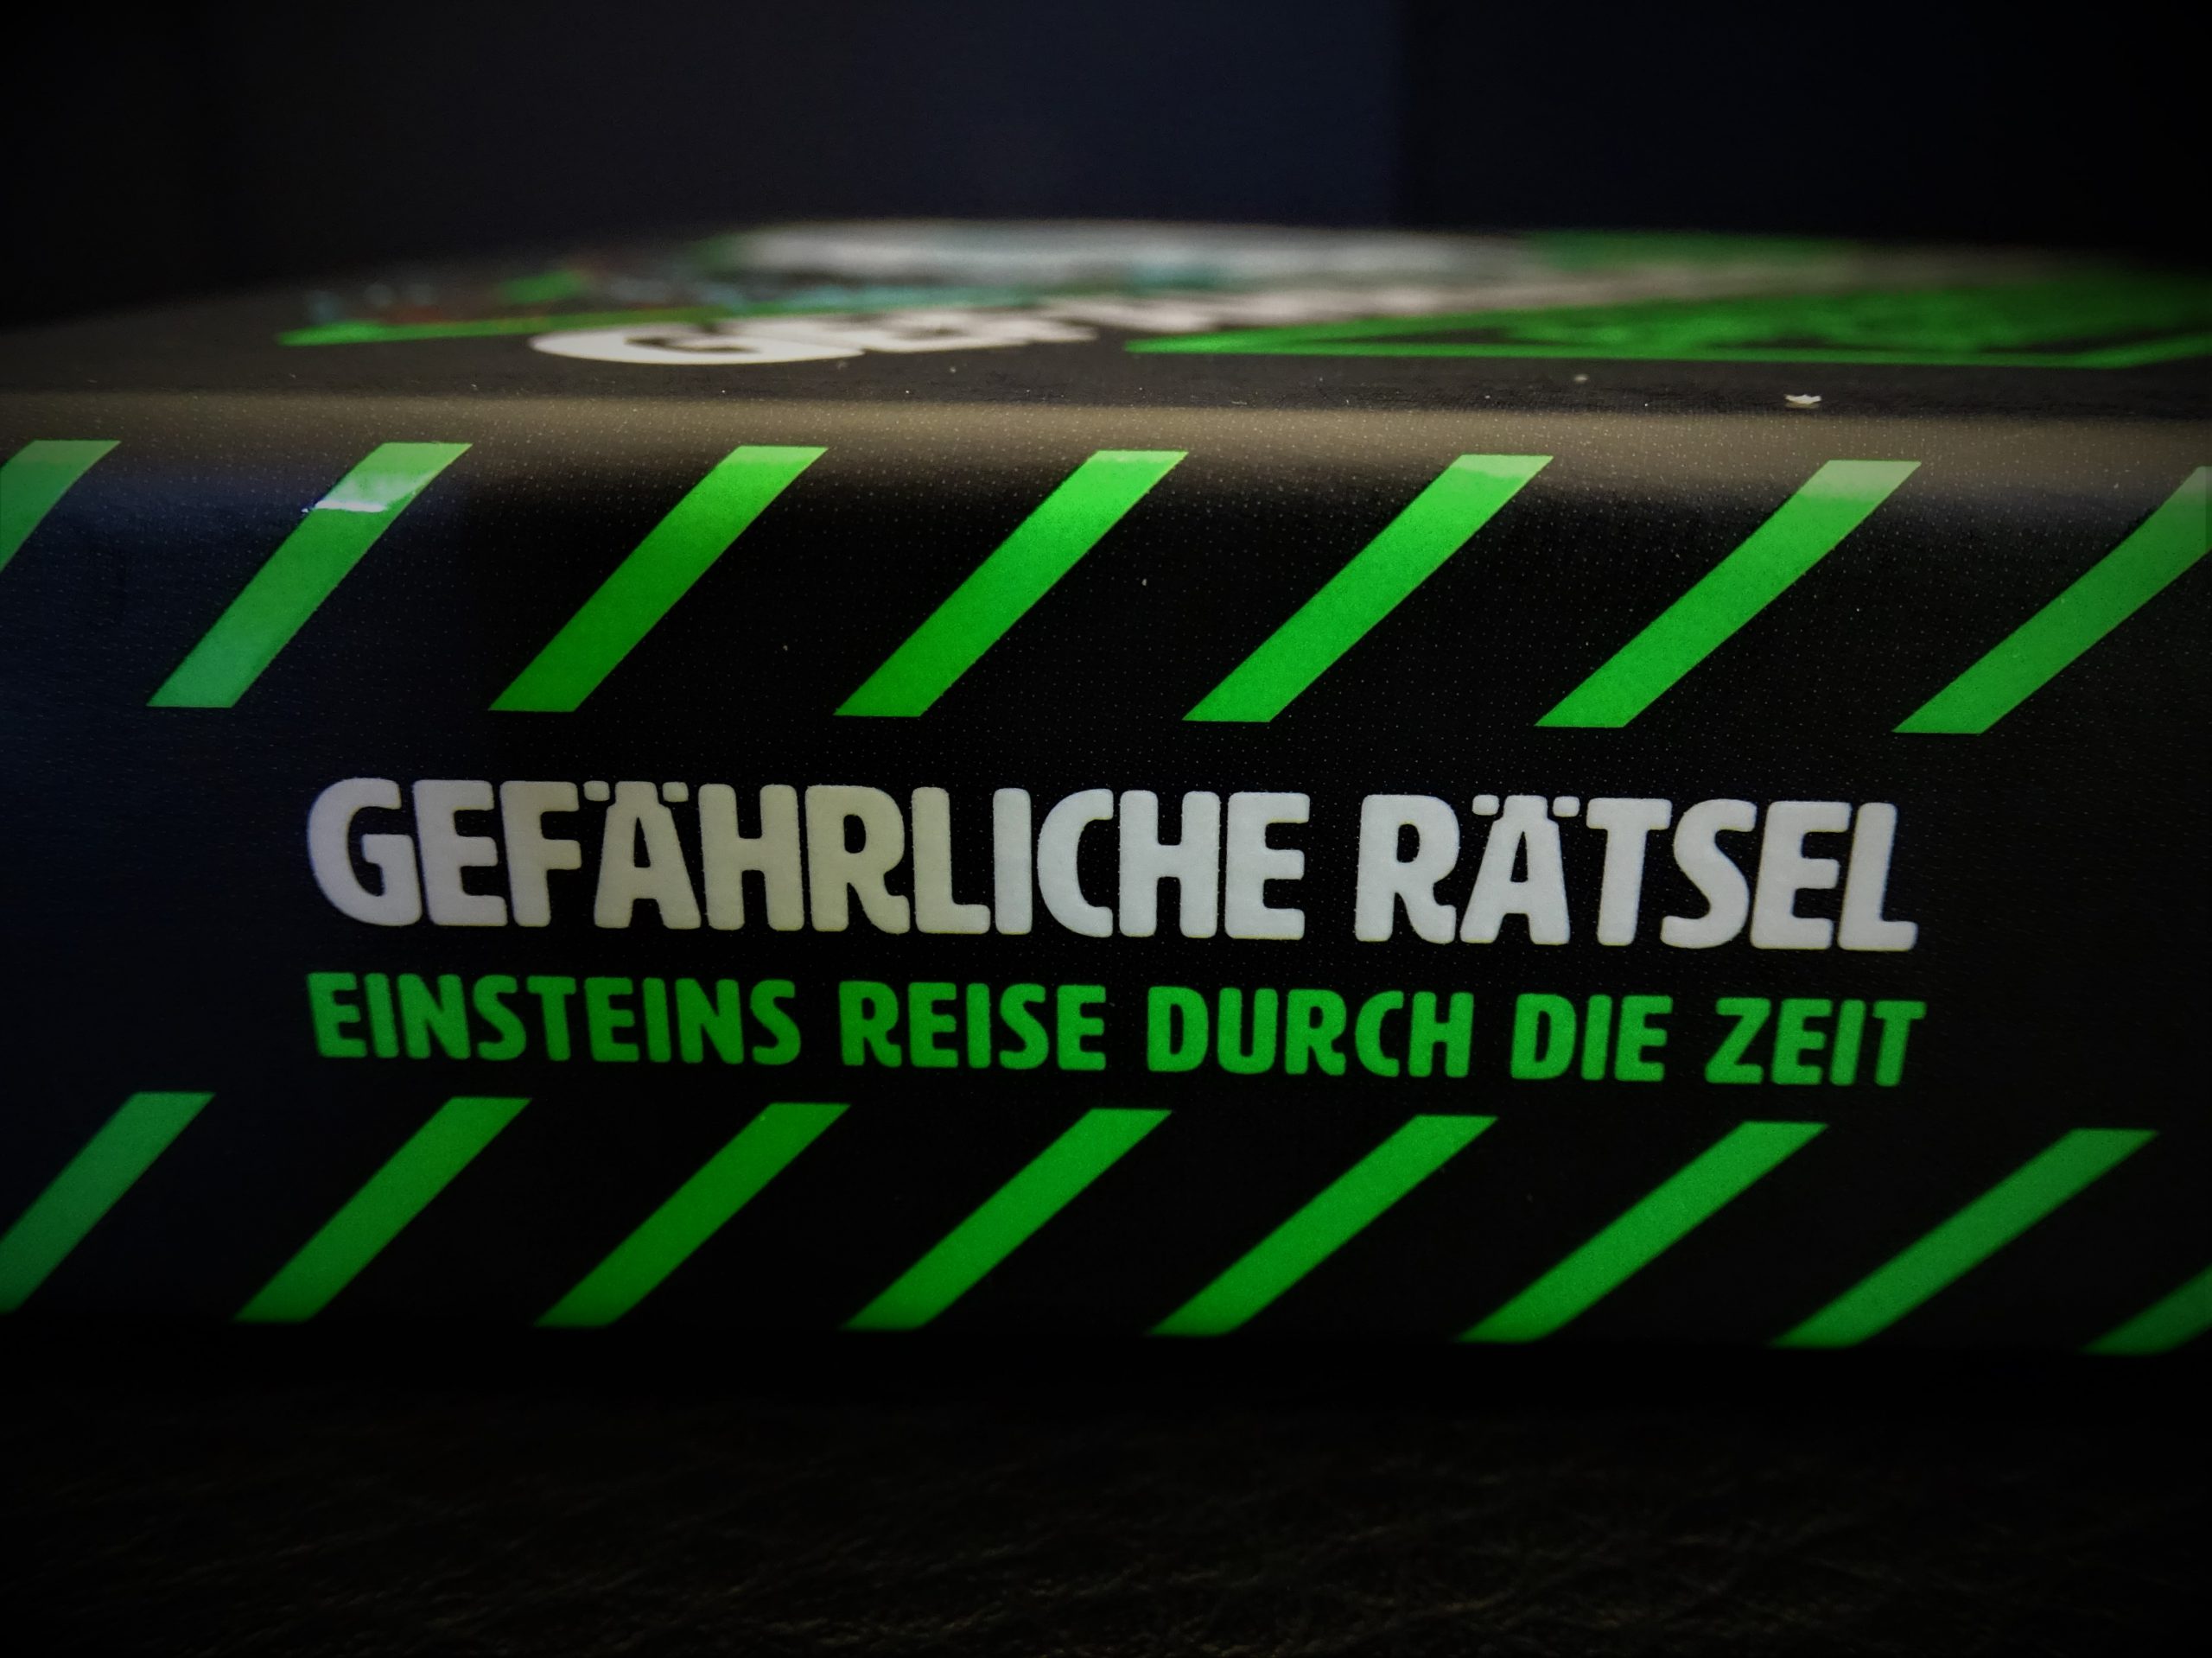 GEFÄHRLICHE RÄTSEL
EINSTEINS REISE DURCH DIE ZEIT